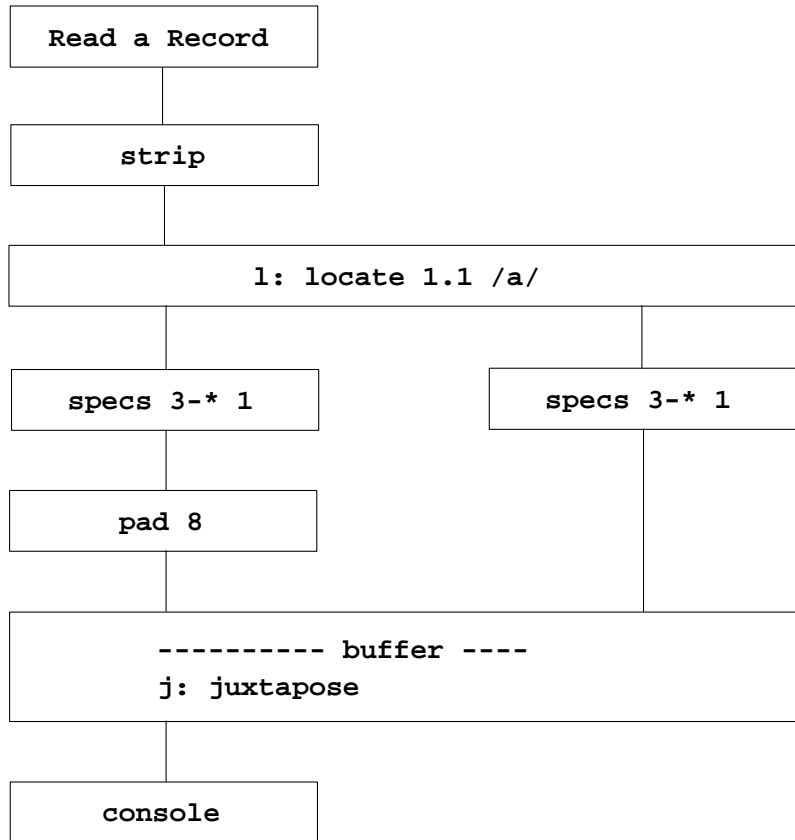 Read a Record
strip
l: locate 1.1 /a/
specs 3-* 1
specs 3-* 1
pad 8
---------- buffer ----
j: juxtapose
console